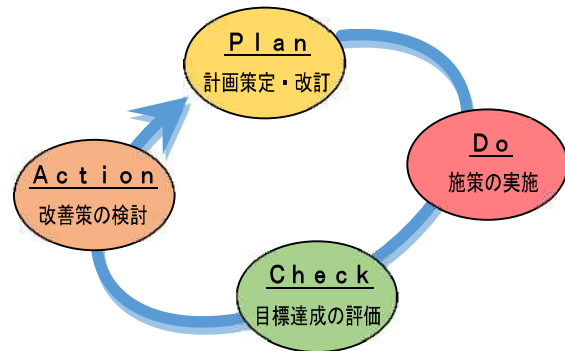 Plan
計画策定・改訂
Do
施策の実施
Check
目標達成の評価
Action
改善策の検討